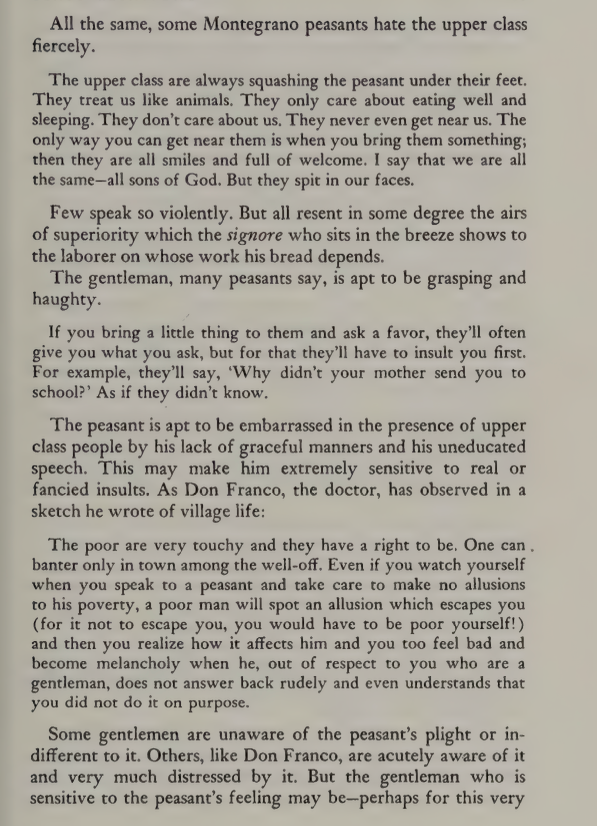 All the same, some Montegrano peasants hate the upper class
fiercely.
The upper class are always squashing the peasant under their feet.
They treat us like animals. They only care about eating well and
sleeping. They don't care about us. They never even get near us. The
only way you can get near them is when you bring them something;
then they are all smiles and full of welcome. I say that we are all
the same—all sons of God. But they spit in our faces.
Few speak so violently. But all resent in some degree the airs
of superiority which the signore who sits in the breeze shows to
the laborer on whose work his bread depends.
The gentleman, many peasants say, is apt to be grasping and
haughty.
If you bring a little thing to them and ask a favor, they'll often
give you what you ask, but for that they'll have to insult you first.
For example, they'll say, 'Why didn't your mother send you to
school?' As if they didn't know.
The peasant is apt to be embarrassed in the presence of upper
class people by his lack of graceful manners and his uneducated
speech. This may make him extremely sensitive to real or
fancied insults. As Don Franco, the doctor, has observed in a
sketch he wrote of village life:
The poor are very touchy and they have a right to be. One can
banter only in town among the well-off. Even if you watch yourself
when you speak to a peasant and take care to make no allusions
to his poverty, a poor man will spot an allusion which escapes you
(for it not to escape you, you would have to be poor yourself!)
and then you realize how it affects him and you too feel bad and
become melancholy when he, out of respect to you who are a
gentleman, does not answer back rudely and even understands that
you did not do it on purpose.
Some gentlemen are unaware of the peasant's plight or in-
different to it. Others, like Don Franco, are acutely aware of it
and very much distressed by it. But the gentleman who is
sensitive to the peasant's feeling may be—perhaps for this very